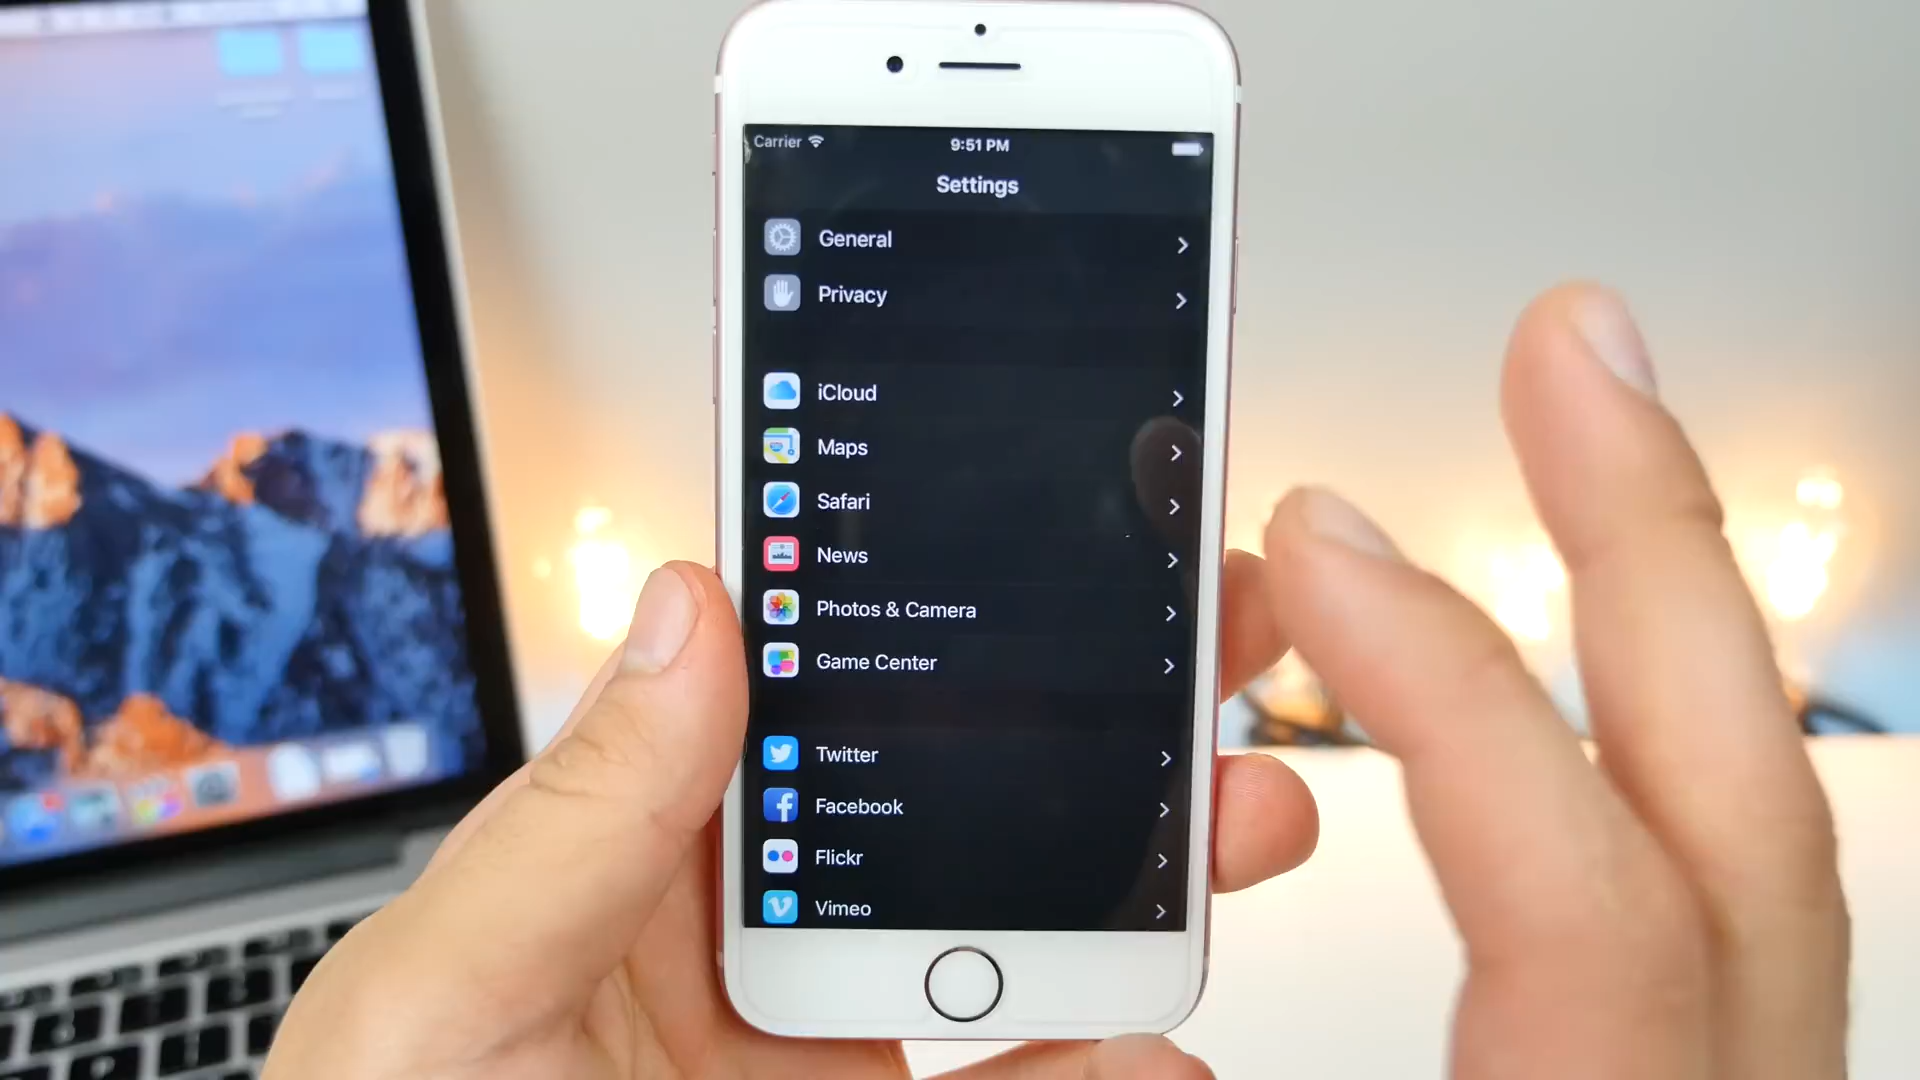 Carrier
9:51 PM
Settings
General
Privacy
iCloud
Maps
Safari
News
Photos & Camera
Game Center
Twitter
Facebook
Flickr
Vimeo